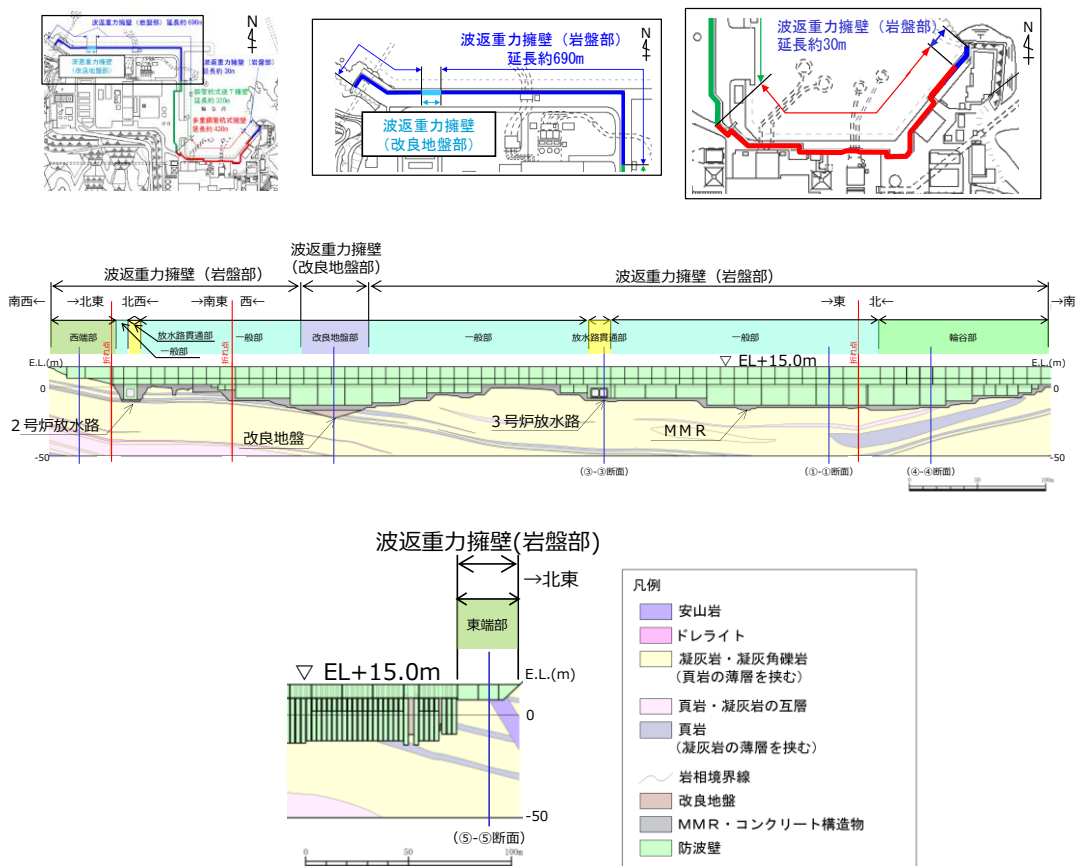 波返重力擁壁（岩盤部）延長約690m
N
波返重力擁壁
（改良地盤部）
波返重力擁壁（岩盤部）
延長約30m
鋼管杭式逆T擁壁
延長約320m
輪谷湾
多重鋼管杭式擁壁
延長約430m
波返重力擁壁（岩盤部）
延長約690m
N
波返重力擁壁
（改良地盤部）
波返重力擁壁（岩盤部）
延長約30m
N
波返重力擁壁
（改良地盤部）
波返重力擁壁（岩盤部）
波返重力擁壁（岩盤部）
南西←
→北東
北西←
→南東
西←
→東
北←
→南
西端部
放水路貫通部
一般部
一般部
改良地盤部
一般部
放水路貫通部
一般部
輪谷部
折れ点
折れ点
折れ点
▽ EL+15.0m
E.L.(m)
E.L.(m)
0
0
２号炉放水路
改良地盤
３号炉放水路
ＭＭＲ
-50
-50
(③-③断面)
(①-①断面)
(④-④断面)
0
50
100m
波返重力擁壁(岩盤部)
→北東
東端部
▽ EL+15.0m
E.L.(m)
0
-50
(⑤-⑤断面)
0
50
100m
凡例
安山岩
ドレライト
凝灰岩・凝灰角礫岩
(頁岩の薄層を挟む)
頁岩・凝灰岩の互層
頁岩
(凝灰岩の薄層を挟む)
岩相境界線
改良地盤
ＭＭＲ・コンクリート構造物
防波壁